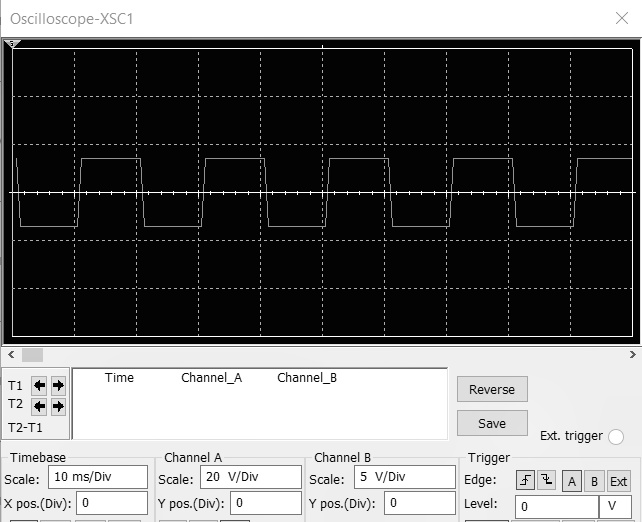 Oscilloscope-XSC1
Time Channel_A Channel_B
T1
T2
T2-T1
Reverse
Save
Ext. trigger
Timebase Channel A Channel B Trigger
Scale: 10 ms/Div Scale: 20 V/Div Scale: 5 V/Div Edge: A B Ext
X pos.(Div): 0 Y pos.(Div): 0 Y pos.(Div): 0 Level: 0 V